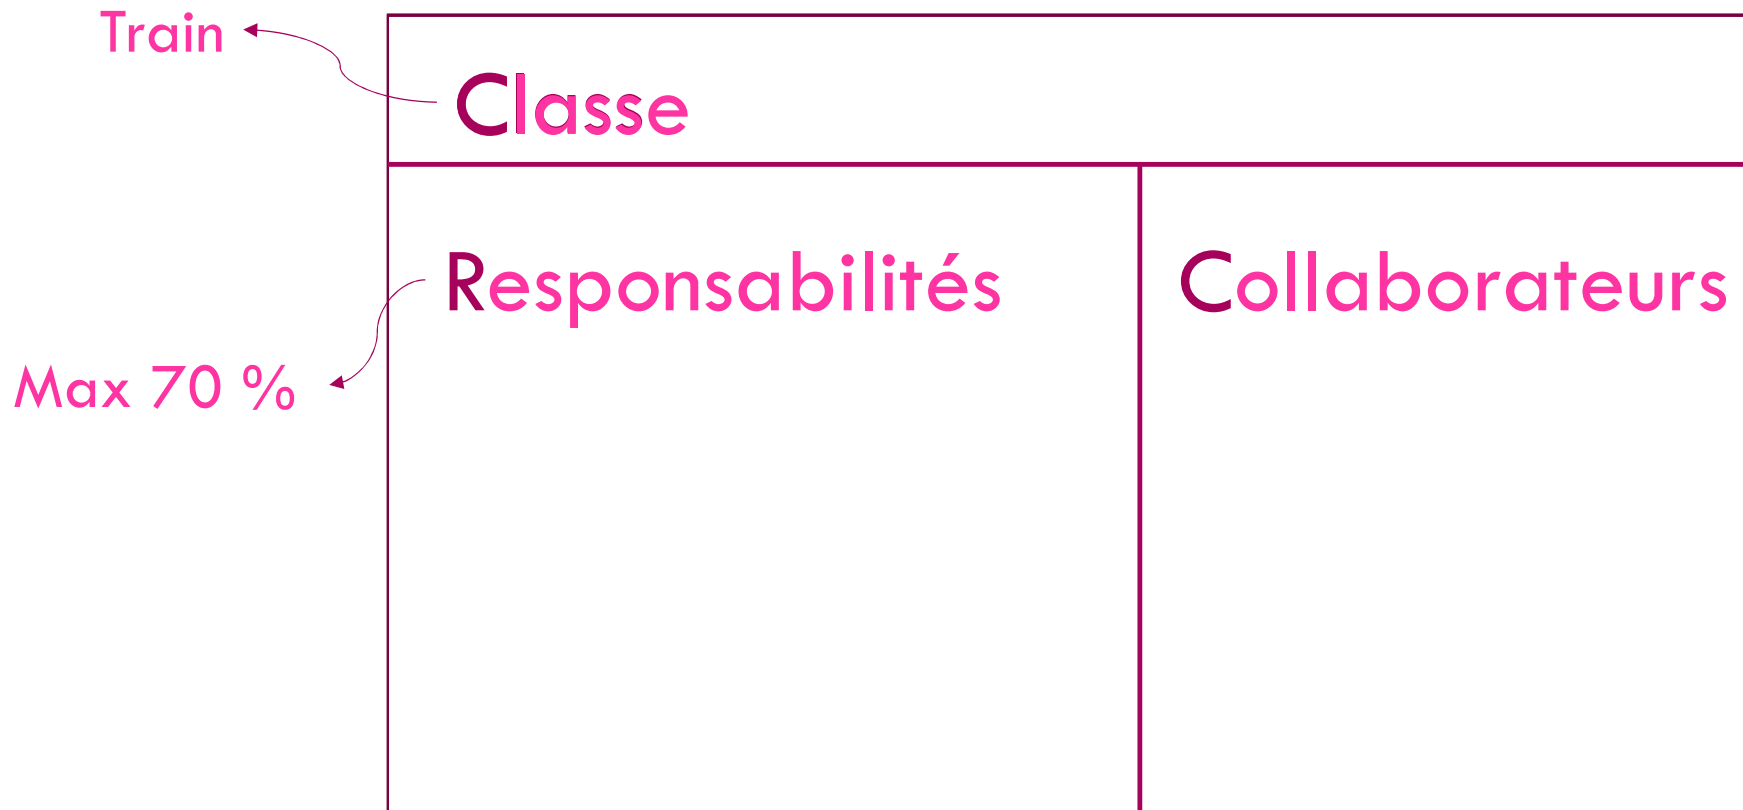 Train
Classe
Responsabilités
Collaborateurs
Max 70 %